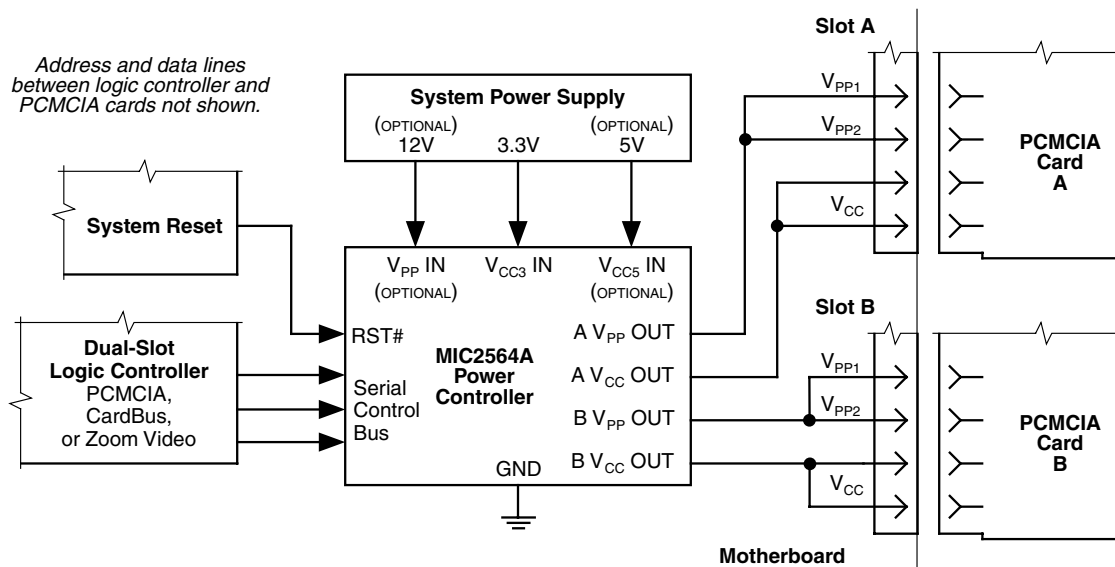 Address and data lines
between logic controller and
PCMCIA cards not shown.
System Power Supply
(OPTIONAL) (OPTIONAL)
12V 3.3V 5V
System Reset
Dual-Slot
Logic Controller
PCMCIA,
CardBus,
or Zoom Video
VPP IN VCC3 IN VCC5 IN
(OPTIONAL) (OPTIONAL)
RST#
Serial
Control
Bus
MIC2564A
Power
Controller
A VPP OUT
A VCC OUT
B VPP OUT
B VCC OUT
GND
Slot A
VPP1
VPP2
VCC
PCMCIA
Card
A
Slot B
VPP1
VPP2
VCC
PCMCIA
Card
B
Motherboard